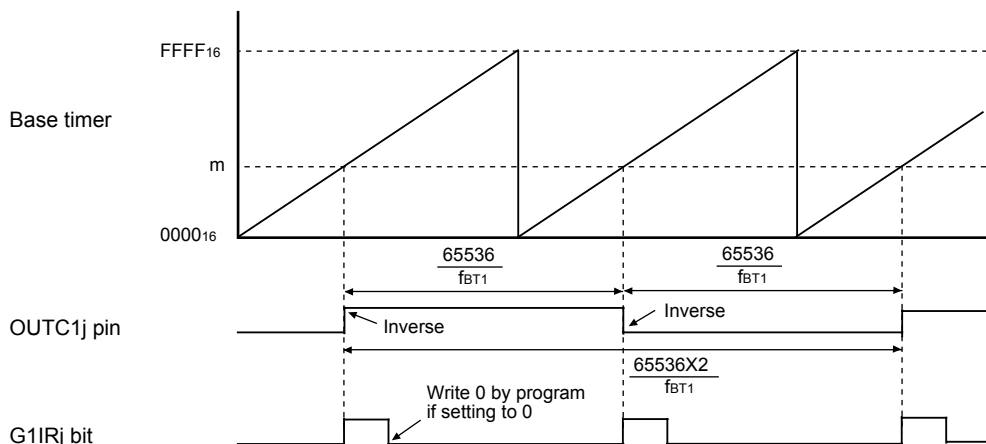 FFFF16
Base timer
m
000016
65536
fBT1
65536
fBT1
OUTC1j pin
Inverse
Inverse
65536X2
fBT1
Write 0 by program
if setting to 0
G1IRj bit